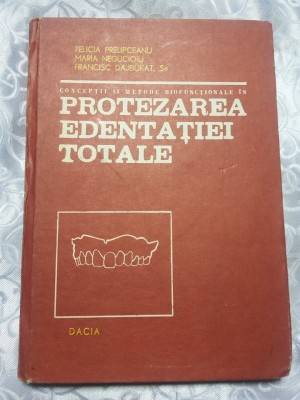 FELICIA PRELIPCEANU
MARIA NEGUCIOIU
FRANCISC DAJBUKAT, Sr
CONCEPȚII ȘI METODE BIOFUNCȚIONALE ÎN
PROTEZAREA
EDENTAȚIEI
TOTALE
DACIA